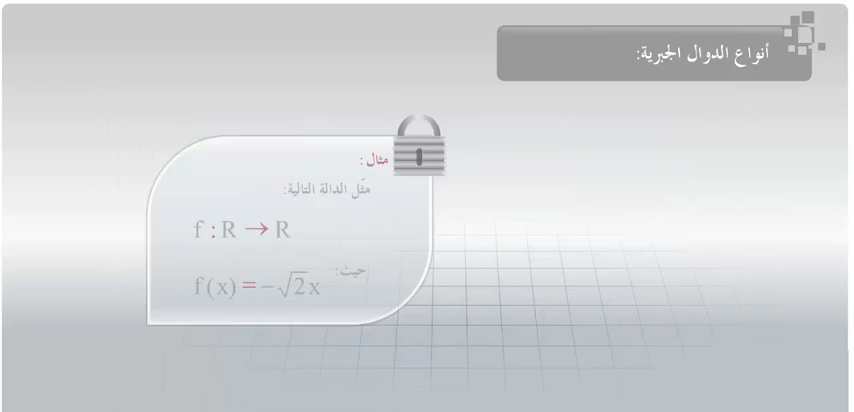 أنواع الدوال الجبرية:
مثال :
مثّل الدالة التالية:
f : R → R
حيث:
f(x) = −√2x